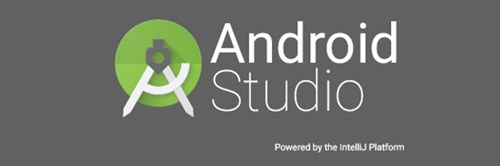 Android
Studio
Powered by the IntelliJ Platform